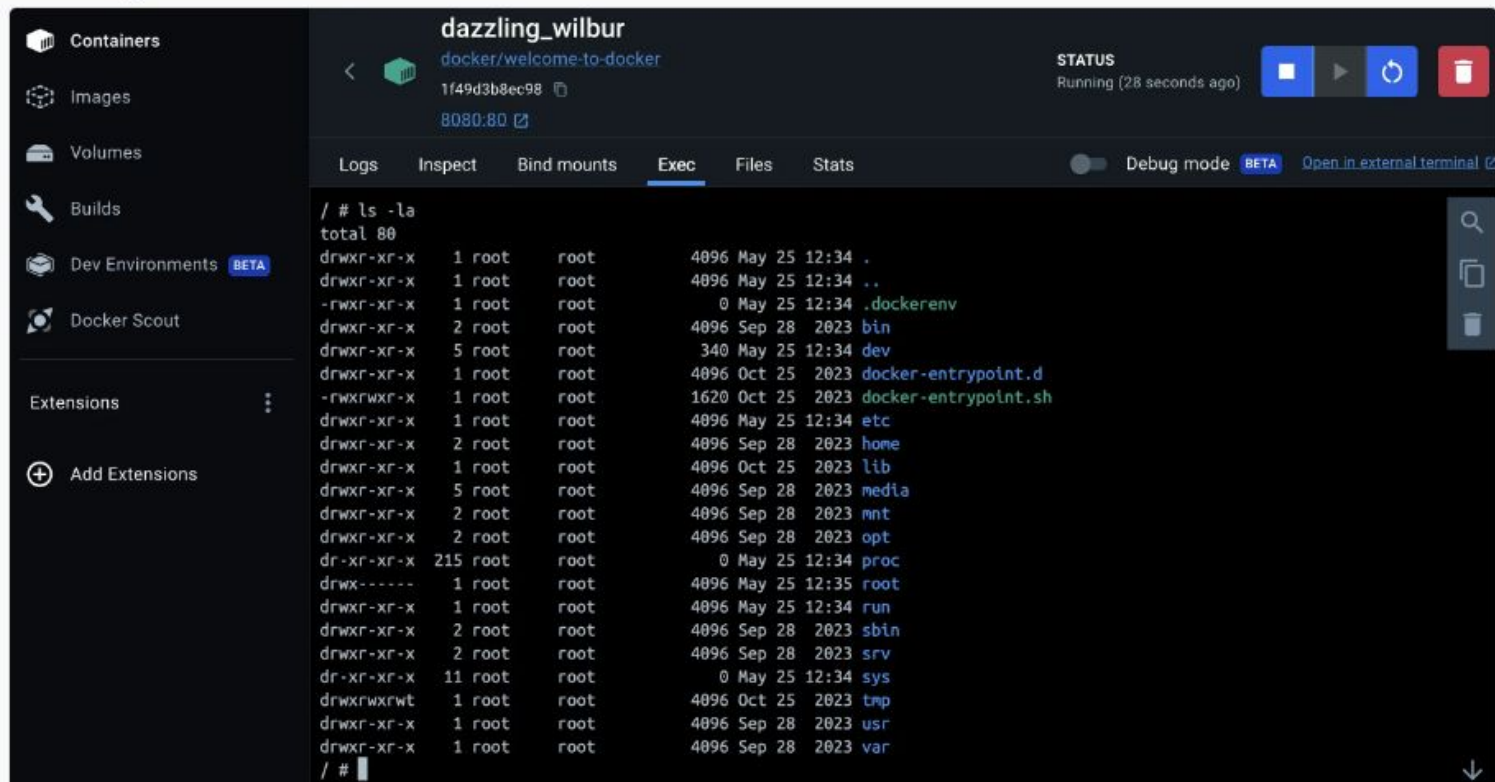 Containers
Images
Volumes
Builds
Dev Environments BETA
Docker Scout
Extensions
Add Extensions
dazzling_wilbur
docker/welcome-to-docker
1f49d3b8ec98
8080:80
STATUS
Running (28 seconds ago)
Logs Inspect Bind mounts Exec Files Stats Debug mode BETA Open in external terminal
/ # ls -la
total 80
drwxr-xr-x    1 root     root          4096 May 25 12:34 .
drwxr-xr-x    1 root     root          4096 May 25 12:34 ..
-rwxr-xr-x    1 root     root             0 May 25 12:34 .dockerenv
drwxr-xr-x    2 root     root          4096 Sep 28  2023 bin
drwxr-xr-x    5 root     root           340 May 25 12:34 dev
drwxr-xr-x    1 root     root          4096 Oct 25  2023 docker-entrypoint.d
-rwxrwxr-x    1 root     root          1620 Oct 25  2023 docker-entrypoint.sh
drwxr-xr-x    1 root     root          4096 May 25 12:34 etc
drwxr-xr-x    2 root     root          4096 Sep 28  2023 home
drwxr-xr-x    1 root     root          4096 Oct 25  2023 lib
drwxr-xr-x    5 root     root          4096 Sep 28  2023 media
drwxr-xr-x    2 root     root          4096 Sep 28  2023 mnt
drwxr-xr-x    2 root     root          4096 Sep 28  2023 opt
dr-xr-xr-x  215 root     root             0 May 25 12:34 proc
drwx------    1 root     root          4096 May 25 12:35 root
drwxr-xr-x    1 root     root          4096 May 25 12:34 run
drwxr-xr-x    2 root     root          4096 Sep 28  2023 sbin
drwxr-xr-x    2 root     root          4096 Sep 28  2023 srv
dr-xr-xr-x   11 root     root             0 May 25 12:34 sys
drwxrwxrwt    1 root     root          4096 Oct 25  2023 tmp
drwxr-xr-x    1 root     root          4096 Sep 28  2023 usr
drwxr-xr-x    1 root     root          4096 Sep 28  2023 var
/ #